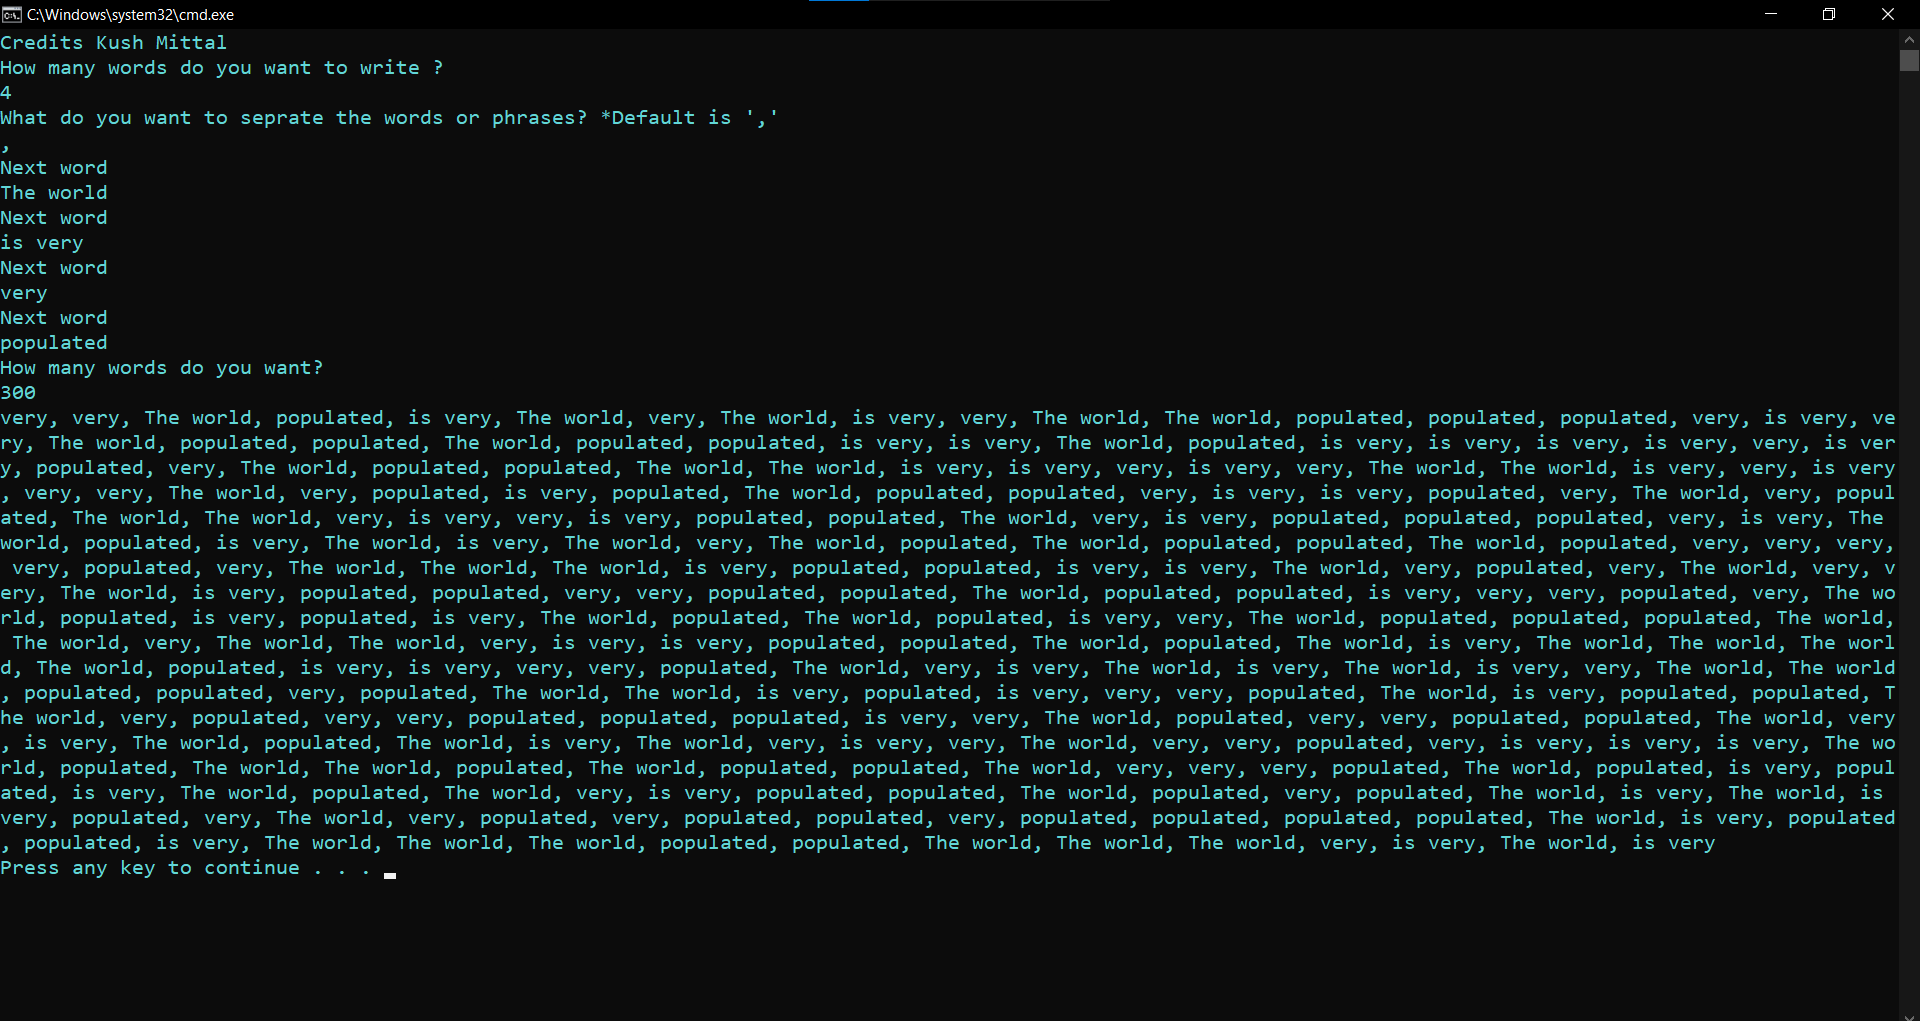 C:\Windows\system32\cmd.exe
Credits Kush Mittal
How many words do you want to write ?
4
What do you want to seprate the words or phrases? *Default is ','
,
Next word
The world
Next word
is very
Next word
very
Next word
populated
How many words do you want?
300
very, very, The world, populated, is very, The world, very, The world, is very, very, The world, The world, populated, populated, populated, very, is very, ve
ry, The world, populated, populated, The world, populated, populated, is very, is very, The world, populated, is very, is very, is very, is very, very, is ver
y, populated, very, The world, populated, populated, The world, The world, is very, is very, very, is very, very, The world, The world, is very, very, is very
, very, very, The world, very, populated, is very, populated, The world, populated, populated, very, is very, is very, populated, very, The world, very, popul
ated, The world, The world, very, is very, very, is very, populated, populated, The world, very, is very, populated, populated, populated, very, is very, The
world, populated, is very, The world, is very, The world, very, The world, populated, The world, populated, populated, The world, populated, very, very, very,
 very, populated, very, The world, The world, The world, is very, populated, populated, is very, is very, The world, very, populated, very, The world, very, v
ery, The world, is very, populated, populated, very, very, populated, populated, The world, populated, populated, is very, very, very, populated, very, The wo
rld, populated, is very, populated, is very, The world, populated, The world, populated, is very, very, The world, populated, populated, populated, The world,
 The world, very, The world, The world, very, is very, is very, populated, populated, The world, populated, The world, is very, The world, The world, The worl
d, The world, populated, is very, is very, very, very, populated, The world, very, is very, The world, is very, The world, is very, very, The world, The world
, populated, populated, very, populated, The world, The world, is very, populated, is very, very, very, populated, The world, is very, populated, populated, T
he world, very, populated, very, very, populated, populated, populated, is very, very, The world, populated, very, very, populated, populated, The world, very
, is very, The world, populated, The world, is very, The world, very, is very, very, The world, very, very, populated, very, is very, is very, is very, The wo
rld, populated, The world, The world, populated, The world, populated, populated, The world, very, very, very, populated, The world, populated, is very, popul
ated, is very, The world, populated, The world, very, is very, populated, populated, The world, populated, very, populated, The world, is very, The world, is
very, populated, very, The world, very, populated, very, populated, populated, very, populated, populated, populated, populated, The world, is very, populated
, populated, is very, The world, The world, The world, populated, populated, The world, The world, The world, very, is very, The world, is very
Press any key to continue . . .